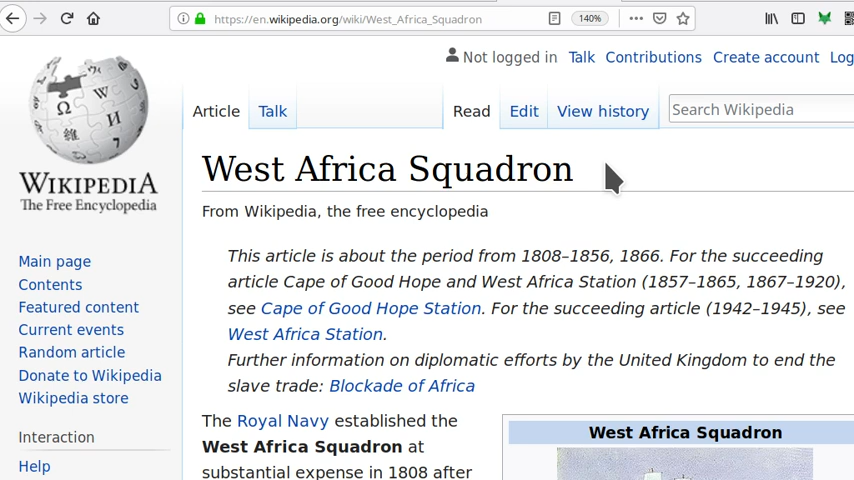 https://en.wikipedia.org/wiki/West_Africa_Squadron
140%
Not logged in Talk Contributions Create account Log
Article Talk Read Edit View history Search Wikipedia
WIKIPEDIA
The Free Encyclopedia
West Africa Squadron
From Wikipedia, the free encyclopedia
This article is about the period from 1808–1856, 1866. For the succeeding
article Cape of Good Hope and West Africa Station (1857–1865, 1867–1920),
see Cape of Good Hope Station. For the succeeding article (1942–1945), see
West Africa Station.
Further information on diplomatic efforts by the United Kingdom to end the
slave trade: Blockade of Africa
The Royal Navy established the
West Africa Squadron at
substantial expense in 1808 after
West Africa Squadron
Main page
Contents
Featured content
Current events
Random article
Donate to Wikipedia
Wikipedia store
Interaction
Help